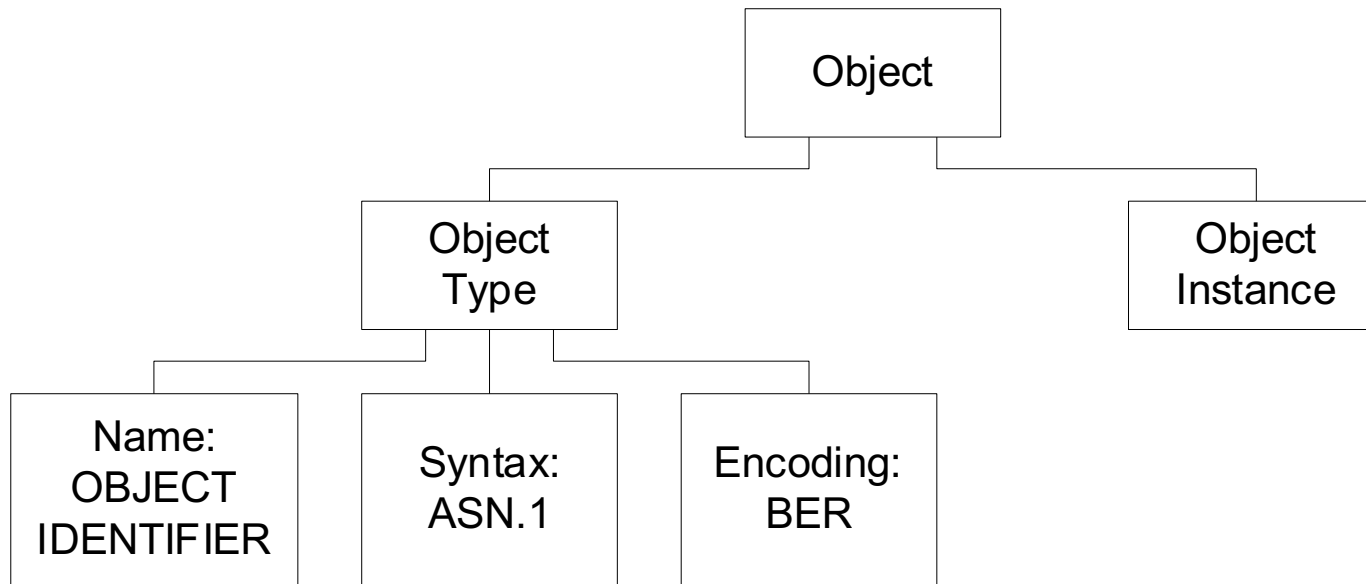 Object
Object
Type
Object
Instance
Name:
OBJECT
IDENTIFIER
Syntax:
ASN.1
Encoding:
BER